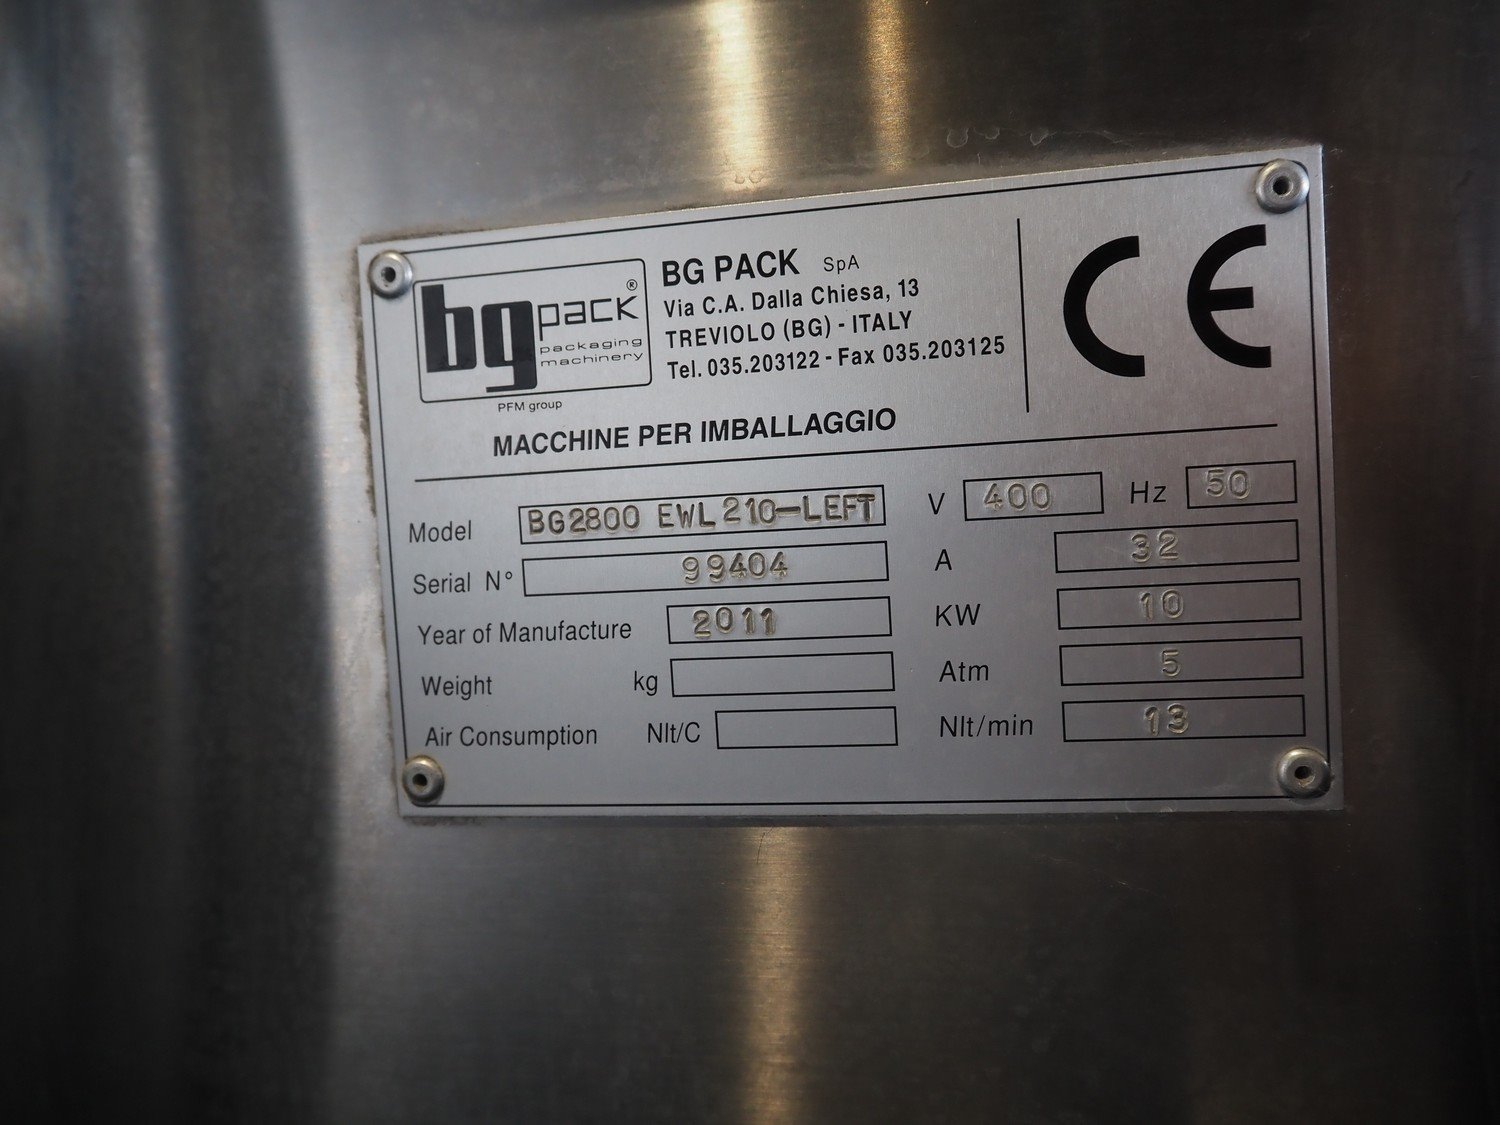 bg pack®
packaging
machinery
PFM group
BG PACK SpA
Via C.A. Dalla Chiesa, 13
TREVIOLO (BG) - ITALY
Tel. 035.203122 - Fax 035.203125
CE
MACCHINE PER IMBALLAGGIO
Model BG2800 EWL210-LEFT
Serial N° 99404
Year of Manufacture 2011
Weight kg
Air Consumption Nlt/C
V 400 Hz 50
A 32
KW 10
Atm 5
Nlt/min 13